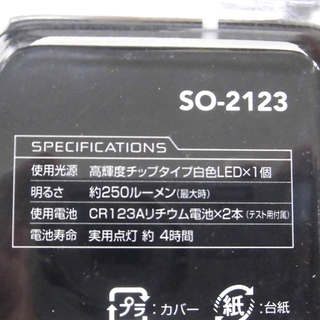 SO-2123
SPECIFICATIONS
使用光源 高輝度チップタイプ白色LED×1個
明るさ 約250ルーメン(最大時)
使用電池 CR123Aリチウム電池×2本(テスト用付属)
電池寿命 実用点灯 約 4時間
プラ :カバー 紙 :台紙